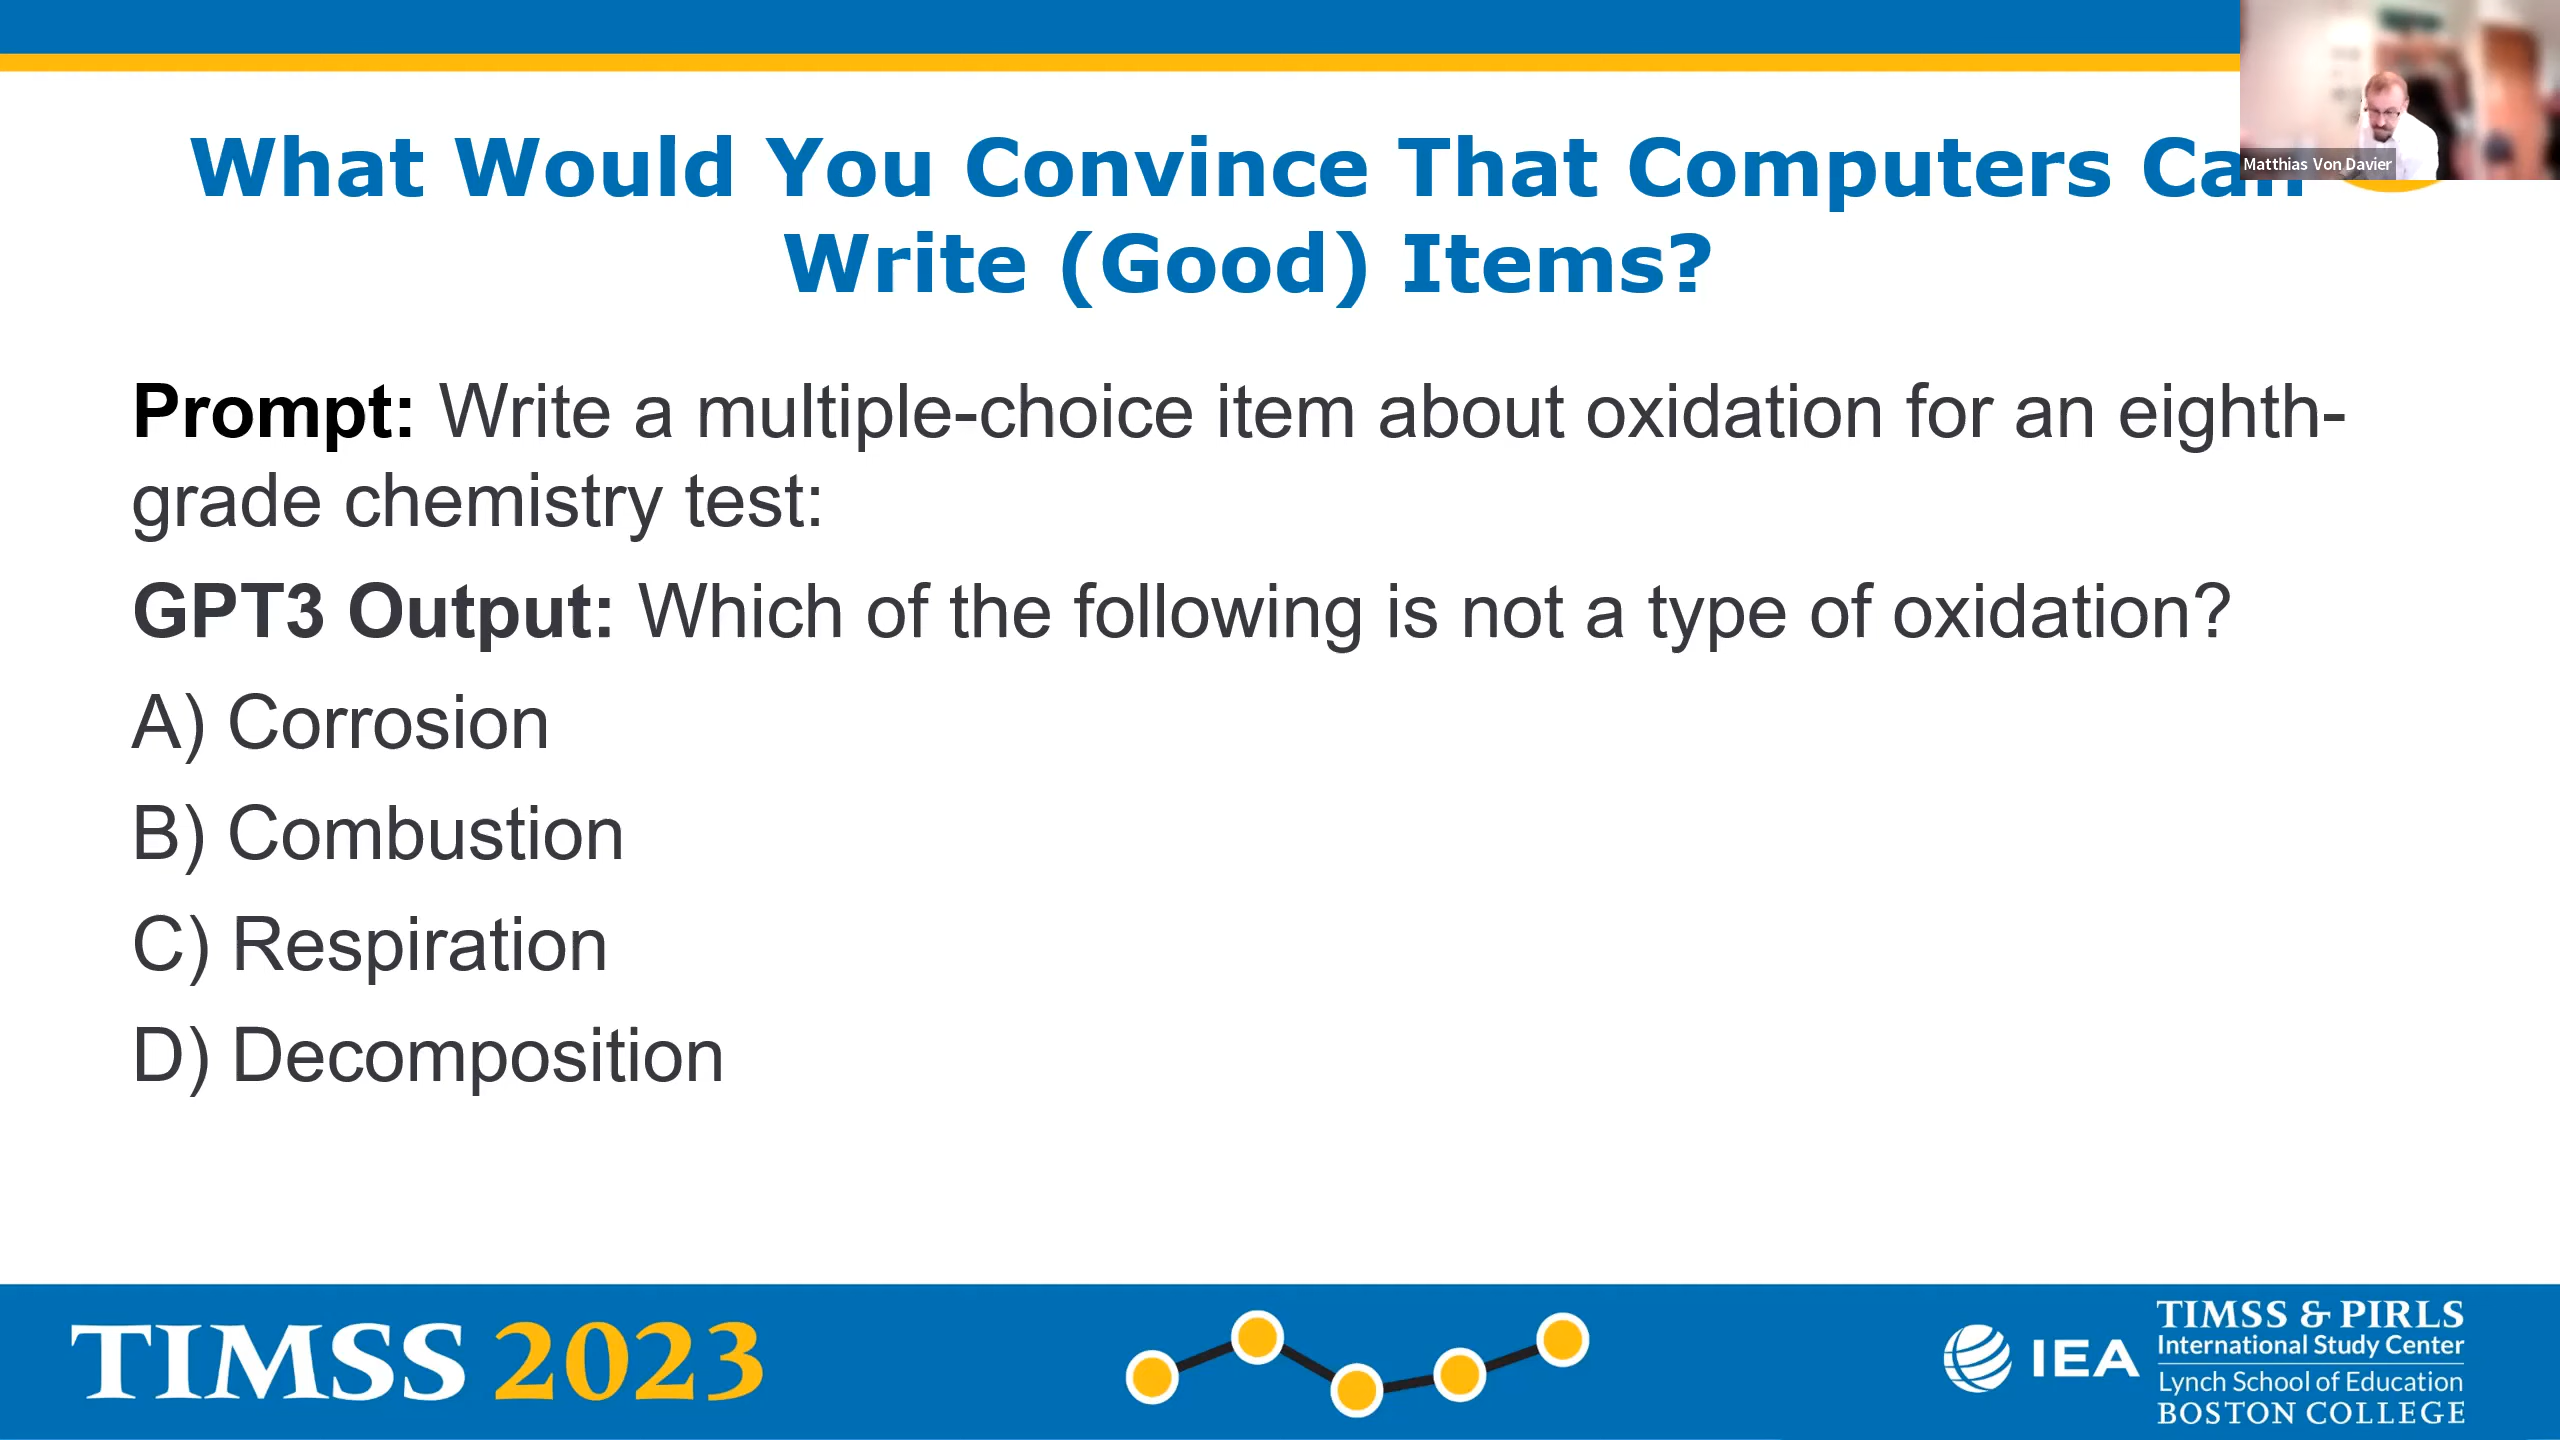 What Would You Convince That Computers Can
Write (Good) Items?
Matthias Von Davier
Prompt: Write a multiple-choice item about oxidation for an eighth-
grade chemistry test:
GPT3 Output: Which of the following is not a type of oxidation?
A) Corrosion
B) Combustion
C) Respiration
D) Decomposition
TIMSS 2023
IEA
TIMSS & PIRLS
International Study Center
Lynch School of Education
BOSTON COLLEGE